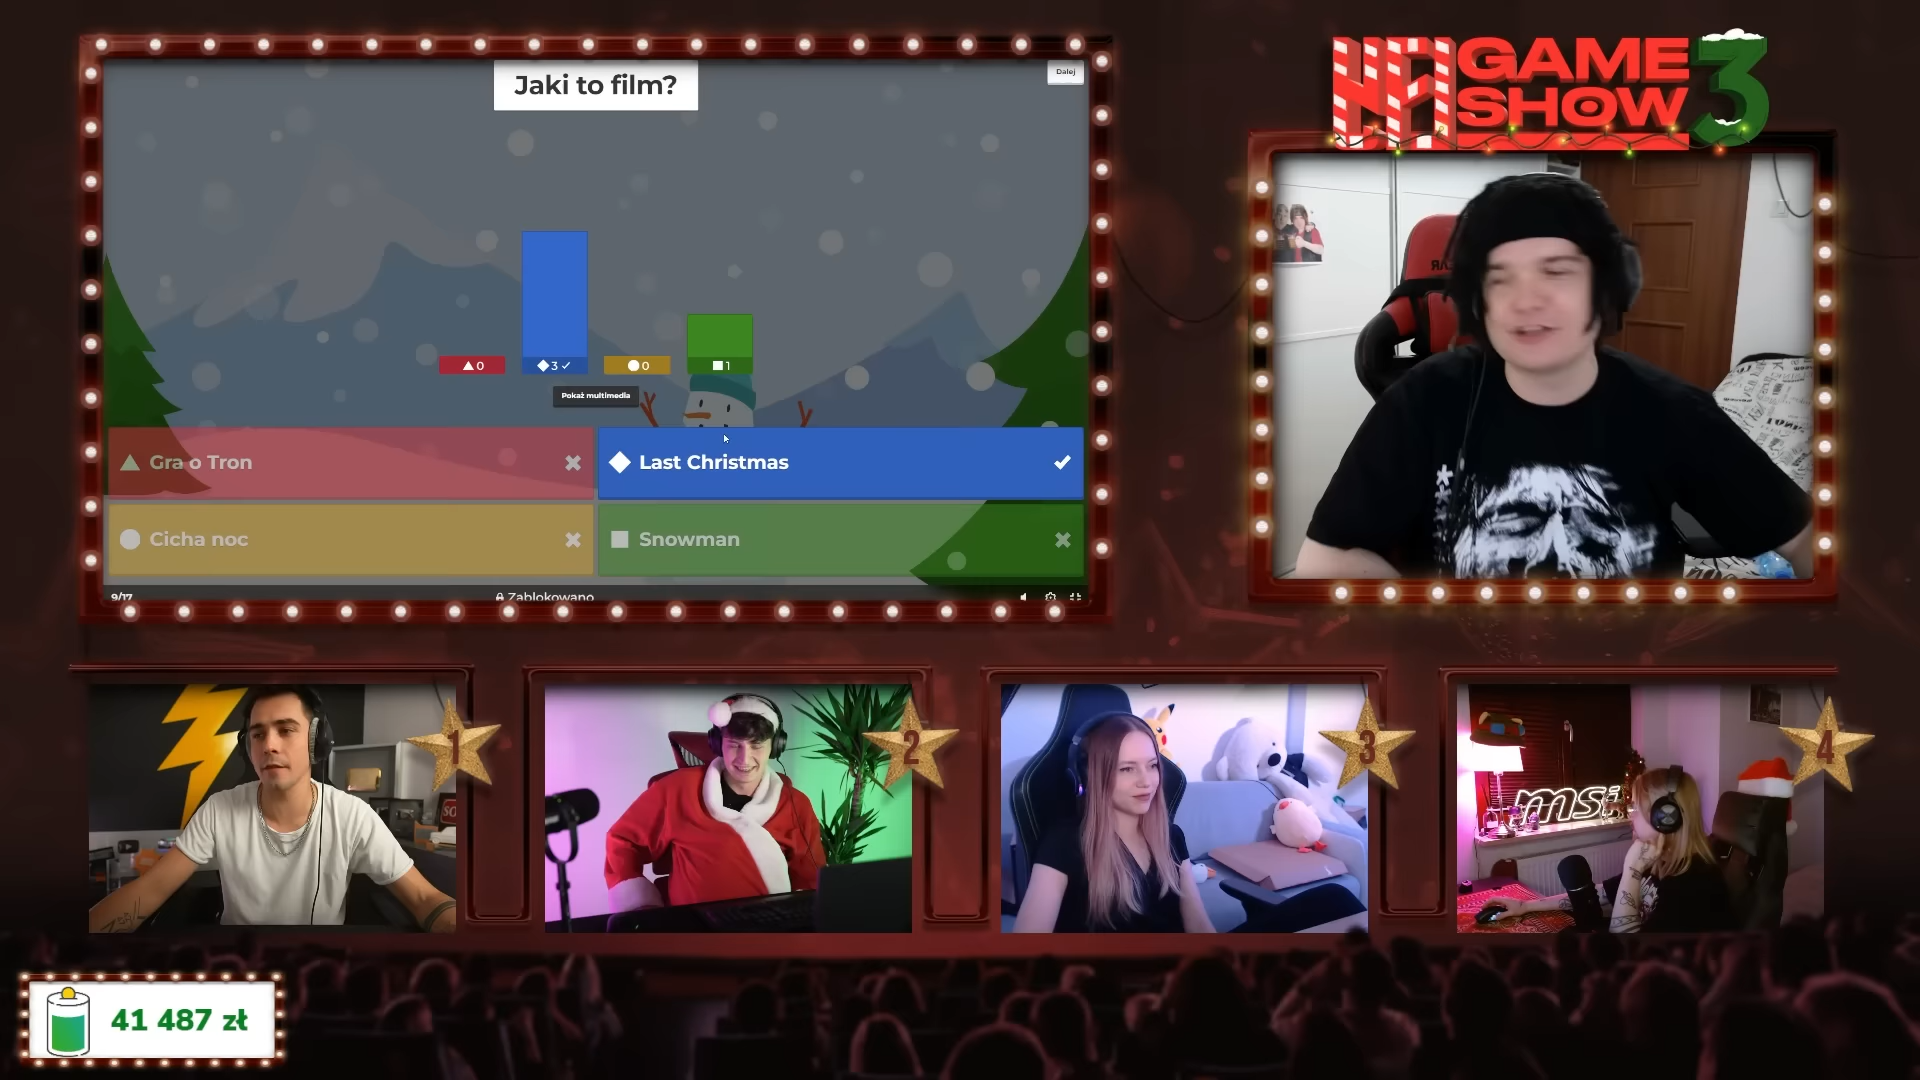 Jaki to film?
Dalej
GAME
SHOW
3
0
3
0
1
Pokaż multimedia
Gra o Tron
Last Christmas
Cicha noc
Snowman
9/17
Zablokowano
1
2
3
4
msi
41 487 zł